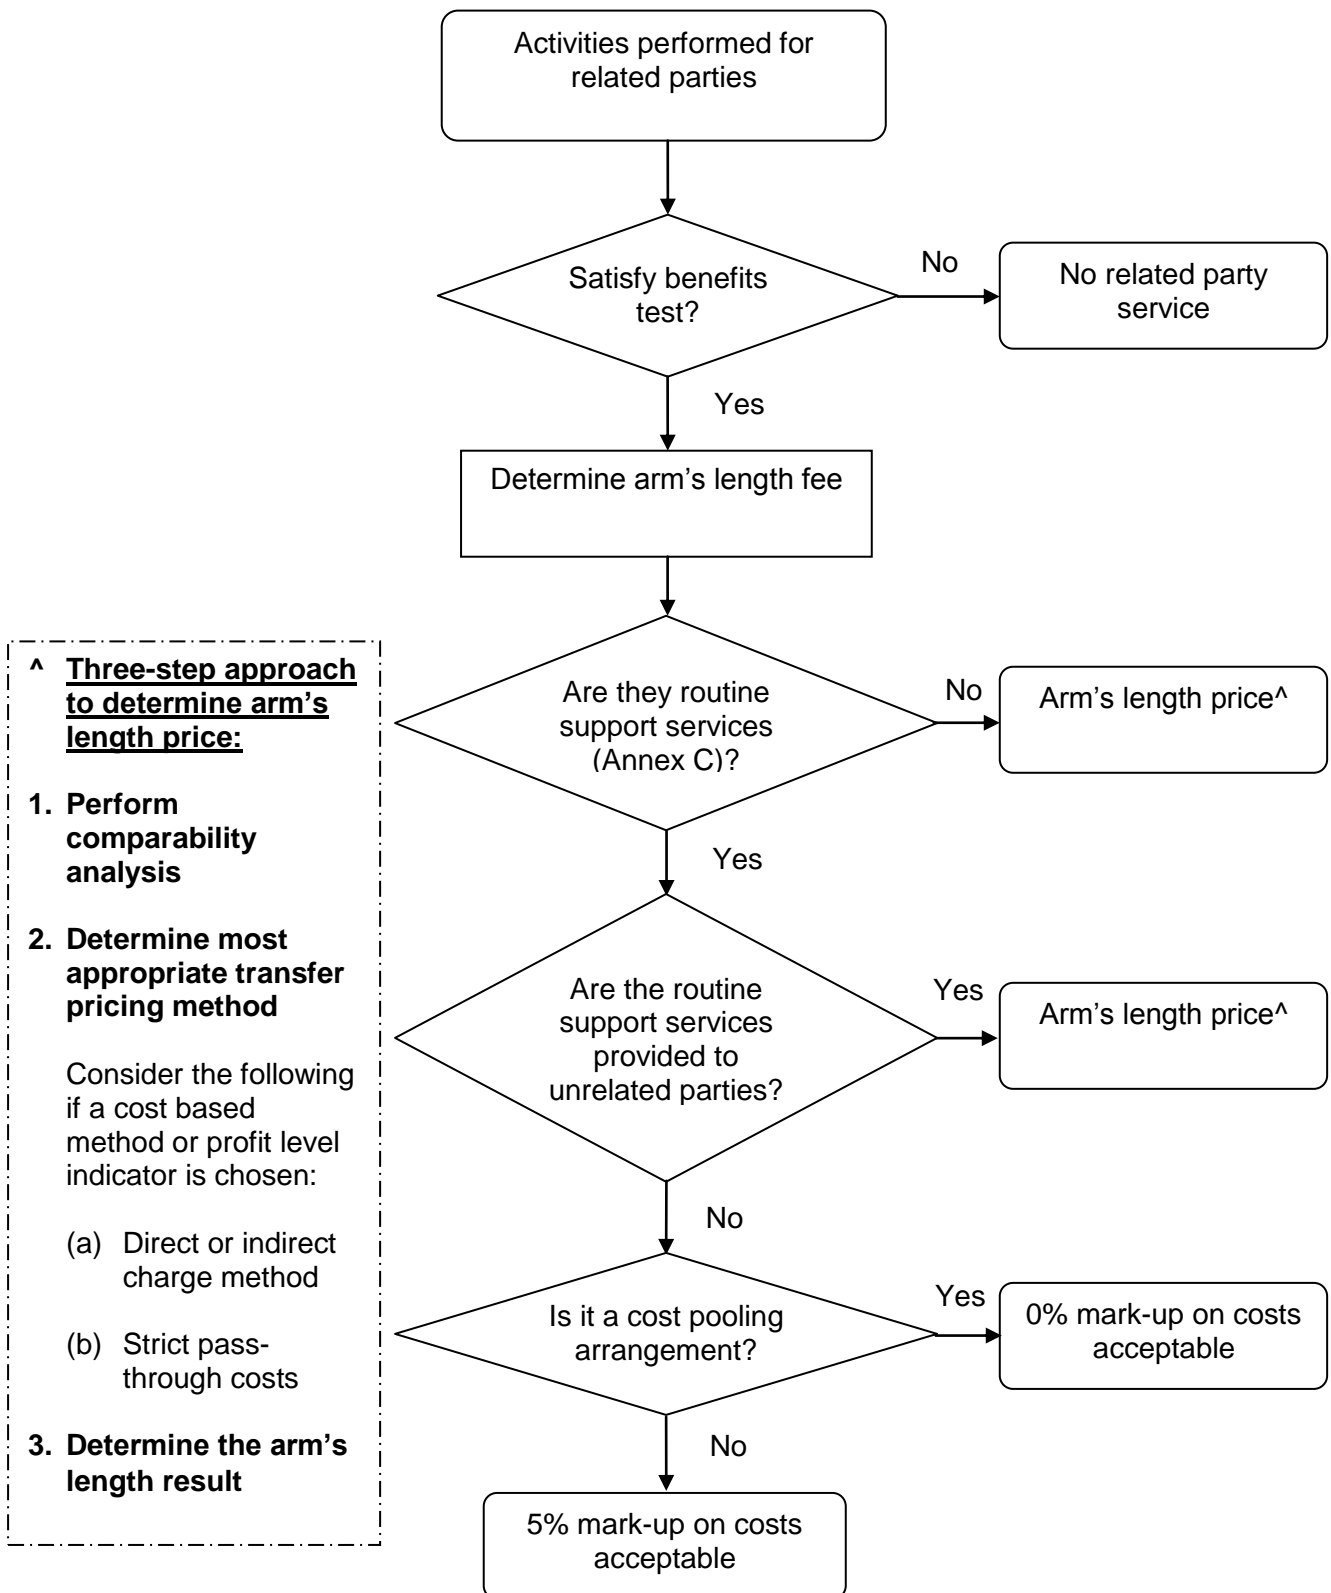 Activities performed for
related parties
Satisfy benefits
test?
No
No related party
service
Yes
Determine arm's length fee
Are they routine
support services
(Annex C)?
No
Arm's length price^
Yes
Are the routine
support services
provided to
unrelated parties?
Yes
Arm's length price^
No
Is it a cost pooling
arrangement?
Yes
0% mark-up on costs
acceptable
No
5% mark-up on costs
acceptable
^ Three-step approach
to determine arm's
length price:
1. Perform
comparability
analysis
2. Determine most
appropriate transfer
pricing method
Consider the following
if a cost based
method or profit level
indicator is chosen:
(a) Direct or indirect
charge method
(b) Strict pass-
through costs
3. Determine the arm's
length result